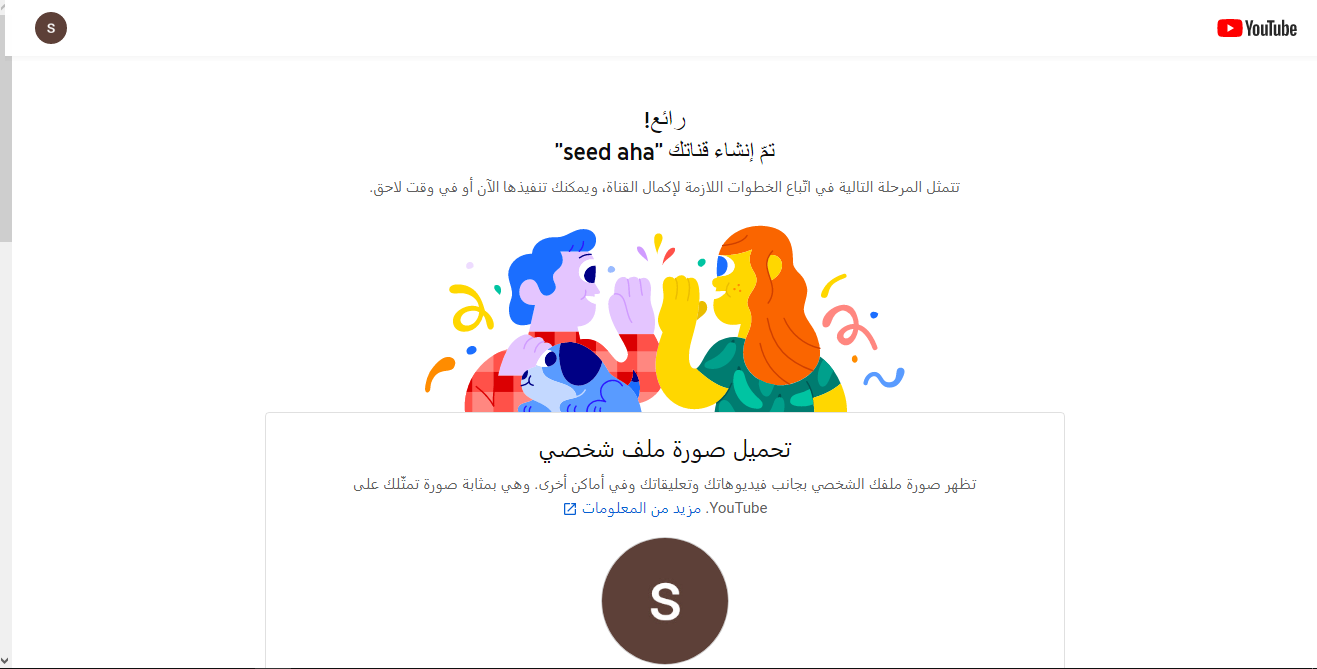 YouTube
S
رائع!
تمّ إنشاء قناتك "seed aha"
تتمثل المرحلة التالية في اتّباع الخطوات اللازمة لإكمال القناة، ويمكنك تنفيذها الآن أو في وقت لاحق.
تحميل صورة ملف شخصي
تظهر صورة ملفك الشخصي بجانب فيديوهاتك وتعليقاتك وفي أماكن أخرى. وهي بمثابة صورة تمثّلك على
YouTube. مزيد من المعلومات
S